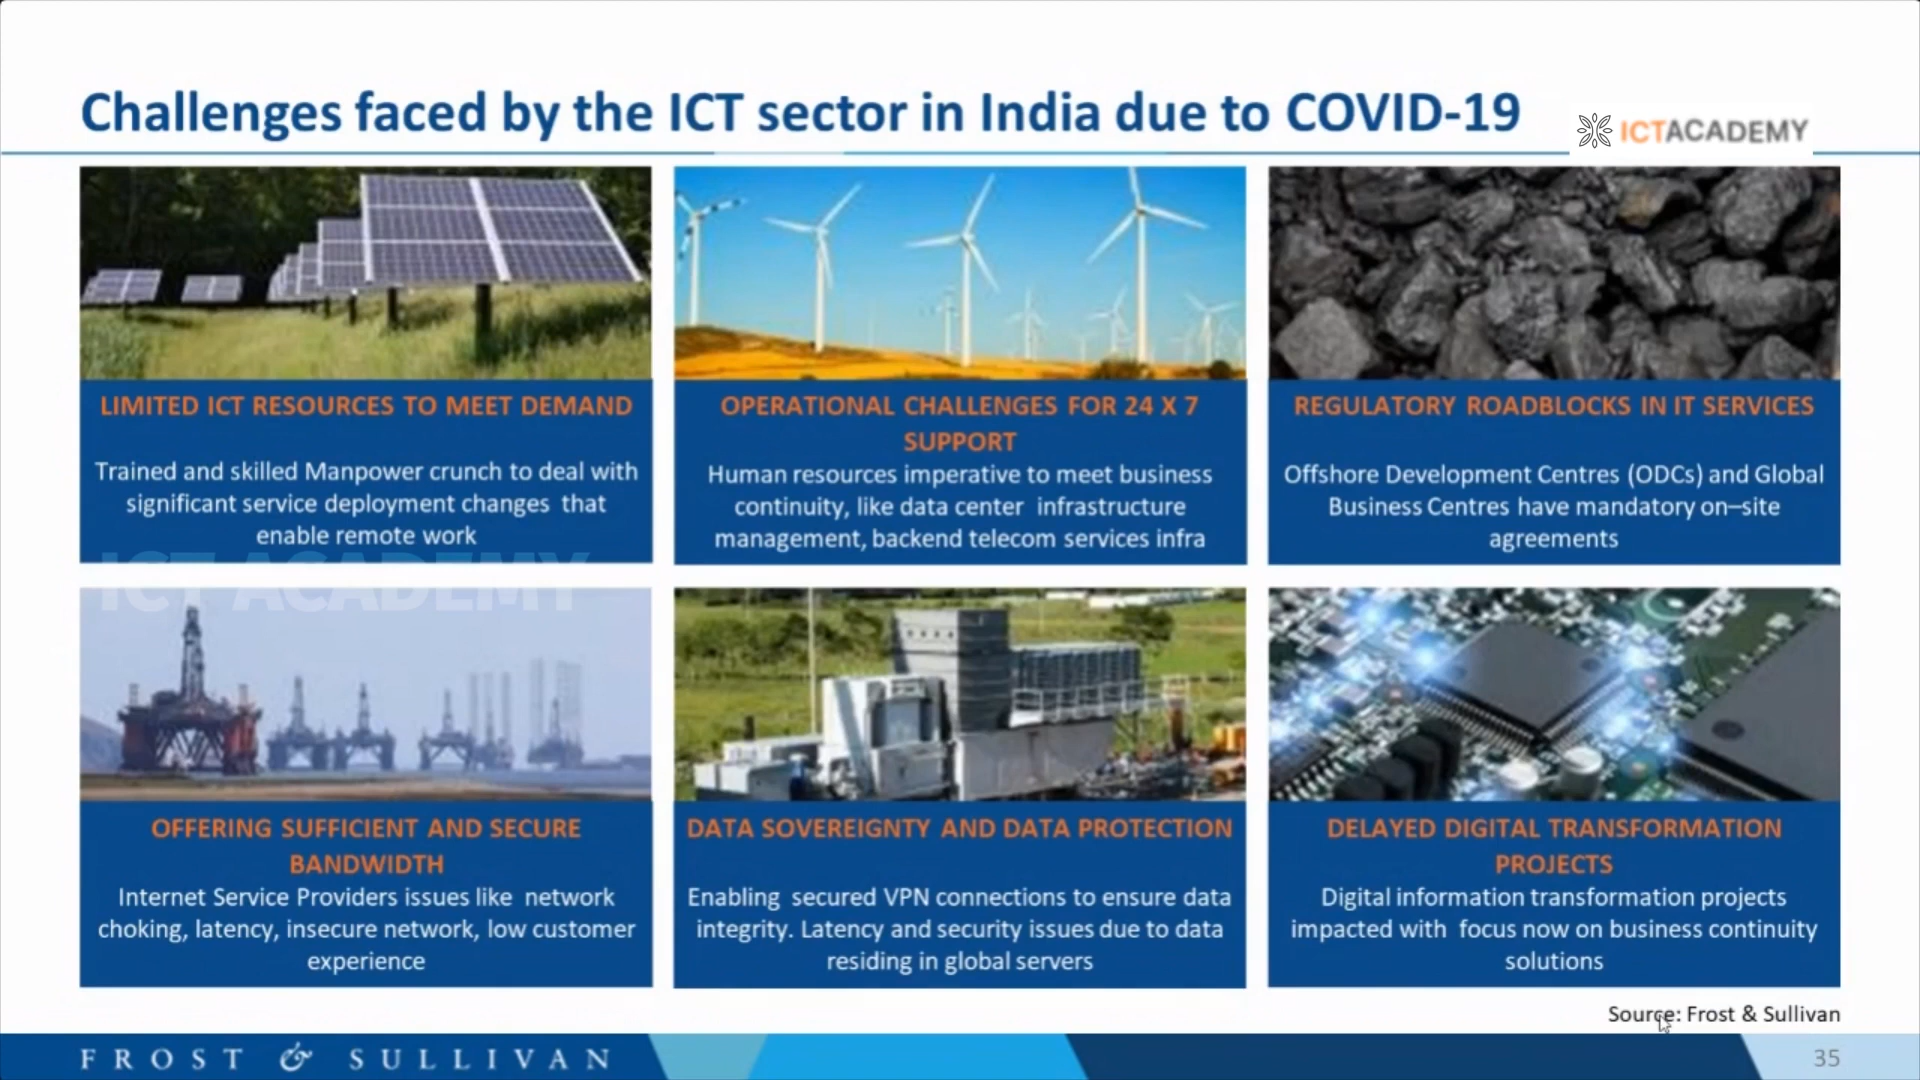 Challenges faced by the ICT sector in India due to COVID-19
ICTACADEMY
LIMITED ICT RESOURCES TO MEET DEMAND
Trained and skilled Manpower crunch to deal with
significant service deployment changes that
enable remote work
OPERATIONAL CHALLENGES FOR 24 X 7
SUPPORT
Human resources imperative to meet business
continuity, like data center infrastructure
management, backend telecom services infra
REGULATORY ROADBLOCKS IN IT SERVICES
Offshore Development Centres (ODCs) and Global
Business Centres have mandatory on–site
agreements
ICT ACADEMY
OFFERING SUFFICIENT AND SECURE
BANDWIDTH
Internet Service Providers issues like network
choking, latency, insecure network, low customer
experience
DATA SOVEREIGNTY AND DATA PROTECTION
Enabling secured VPN connections to ensure data
integrity. Latency and security issues due to data
residing in global servers
DELAYED DIGITAL TRANSFORMATION
PROJECTS
Digital information transformation projects
impacted with focus now on business continuity
solutions
Source: Frost & Sullivan
FROST & SULLIVAN
35